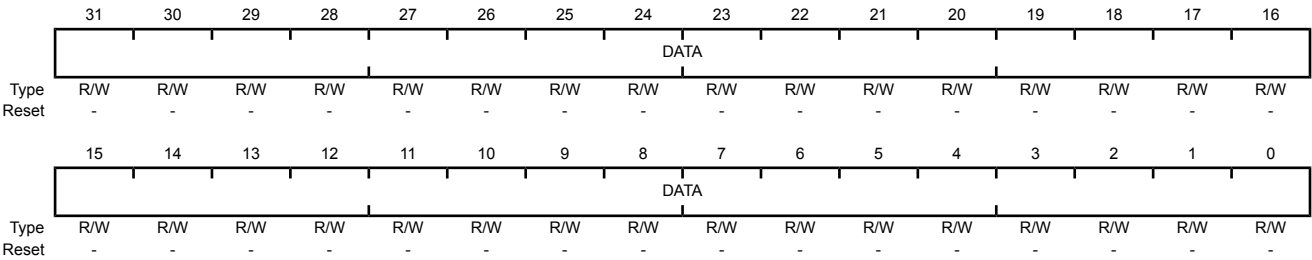 31 30 29 28 27 26 25 24 23 22 21 20 19 18 17 16
DATA
Type R/W R/W R/W R/W R/W R/W R/W R/W R/W R/W R/W R/W R/W R/W R/W R/W
Reset - - - - - - - - - - - - - - - -
15 14 13 12 11 10 9 8 7 6 5 4 3 2 1 0
DATA
Type R/W R/W R/W R/W R/W R/W R/W R/W R/W R/W R/W R/W R/W R/W R/W R/W
Reset - - - - - - - - - - - - - - - -